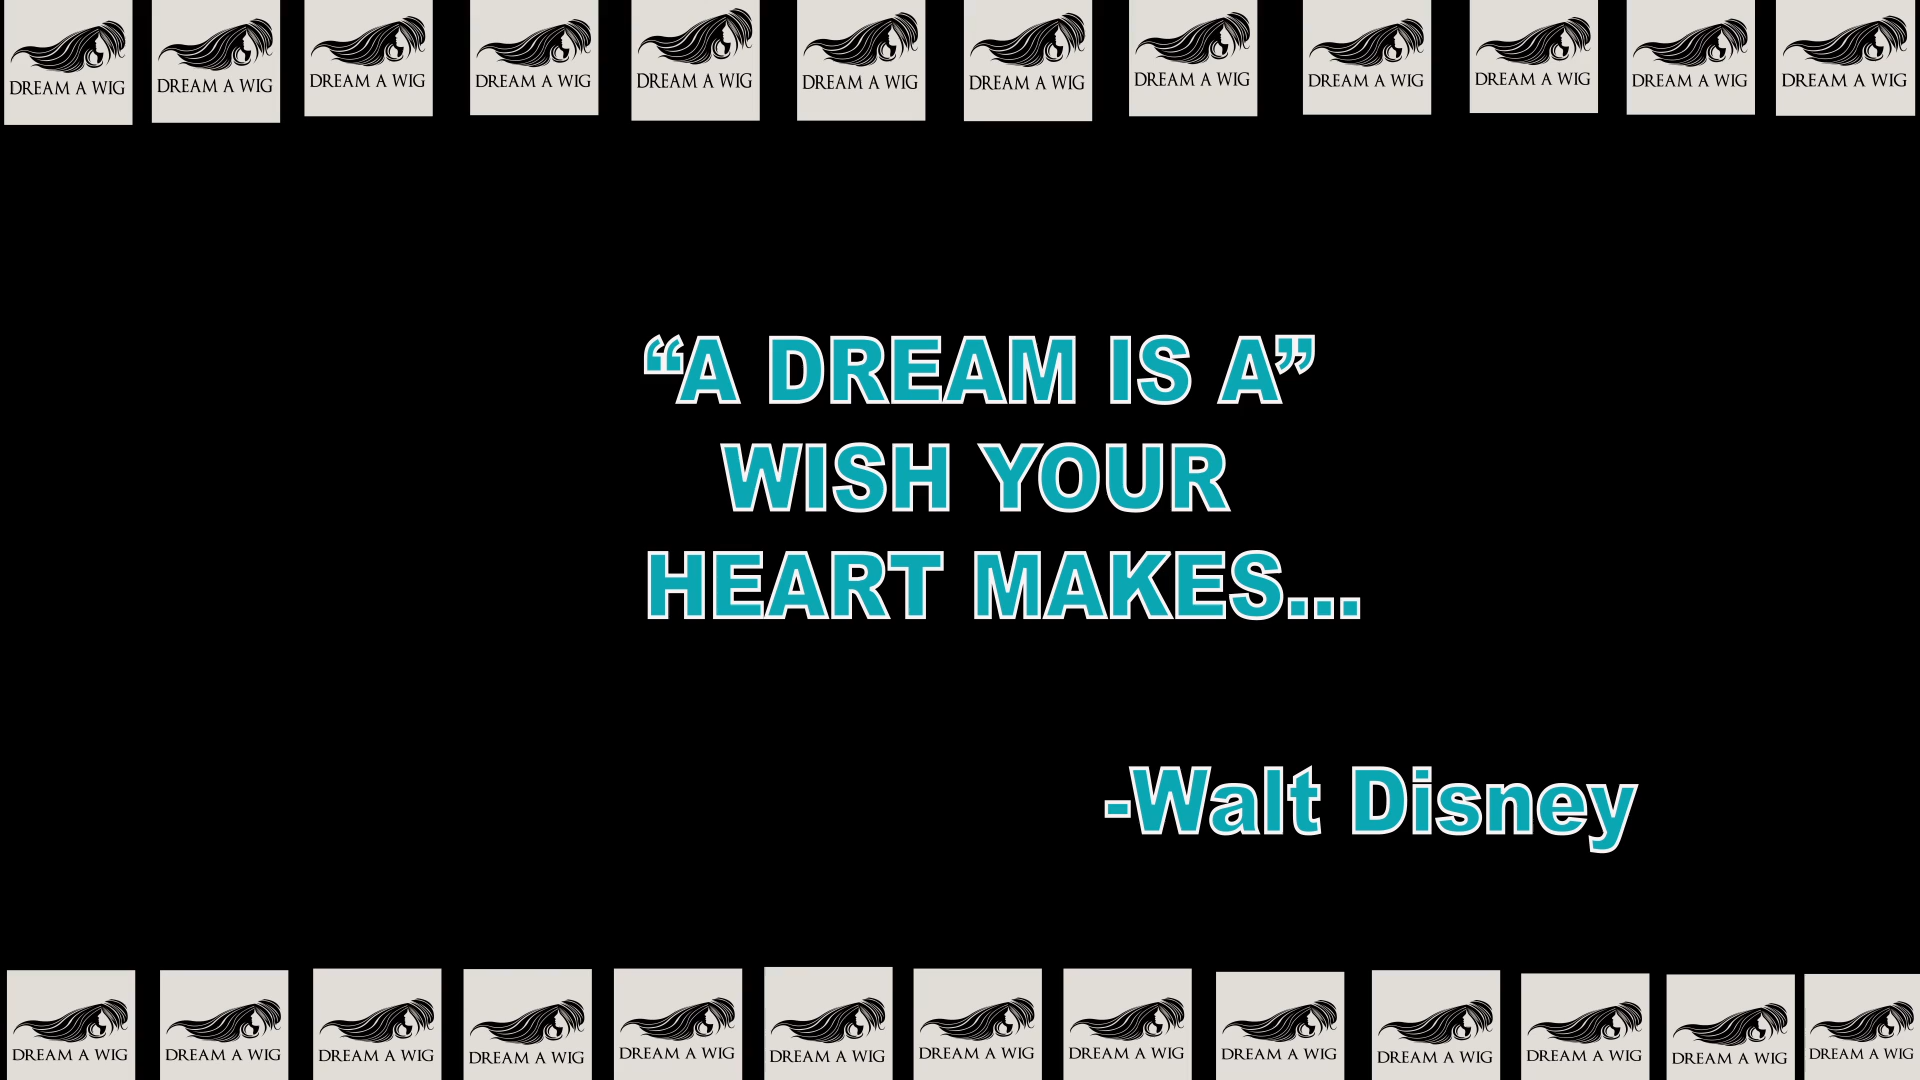 DREAM A WIG DREAM A WIG DREAM A WIG DREAM A WIG DREAM A WIG DREAM A WIG DREAM A WIG DREAM A WIG DREAM A WIG DREAM A WIG DREAM A WIG DREAM A WIG
“A DREAM IS A”
WISH YOUR
HEART MAKES...
-Walt Disney
DREAM A WIG DREAM A WIG DREAM A WIG DREAM A WIG DREAM A WIG DREAM A WIG DREAM A WIG DREAM A WIG DREAM A WIG DREAM A WIG DREAM A WIG DREAM A WIG DREAM A WIG